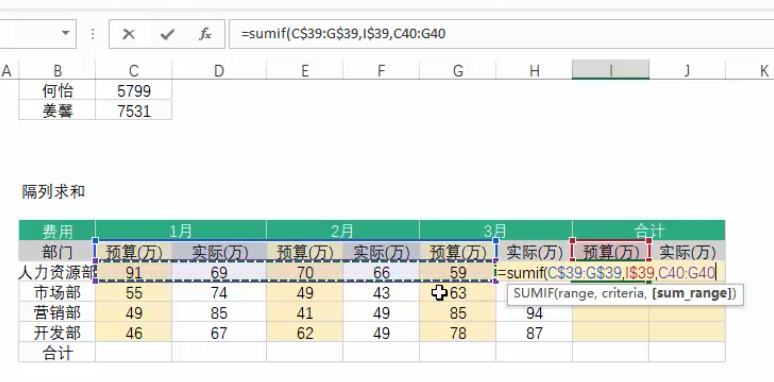 =sumif(C$39:G$39,I$39,C40:G40
A B C D E F G H I J K
何怡 5799
姜馨 7531
隔列求和
费用 1月 2月 3月 合计
部门 预算(万) 实际(万) 预算(万) 实际(万) 预算(万) 实际(万) 预算(万) 实际(万)
人力资源部 91 69 70 66 59 =sumif(C$39:G$39,I$39,C40:G40
市场部 55 74 49 43 63 SUMIF(range, criteria, [sum_range])
营销部 49 85 41 49 85 94
开发部 46 67 62 49 78 87
合计